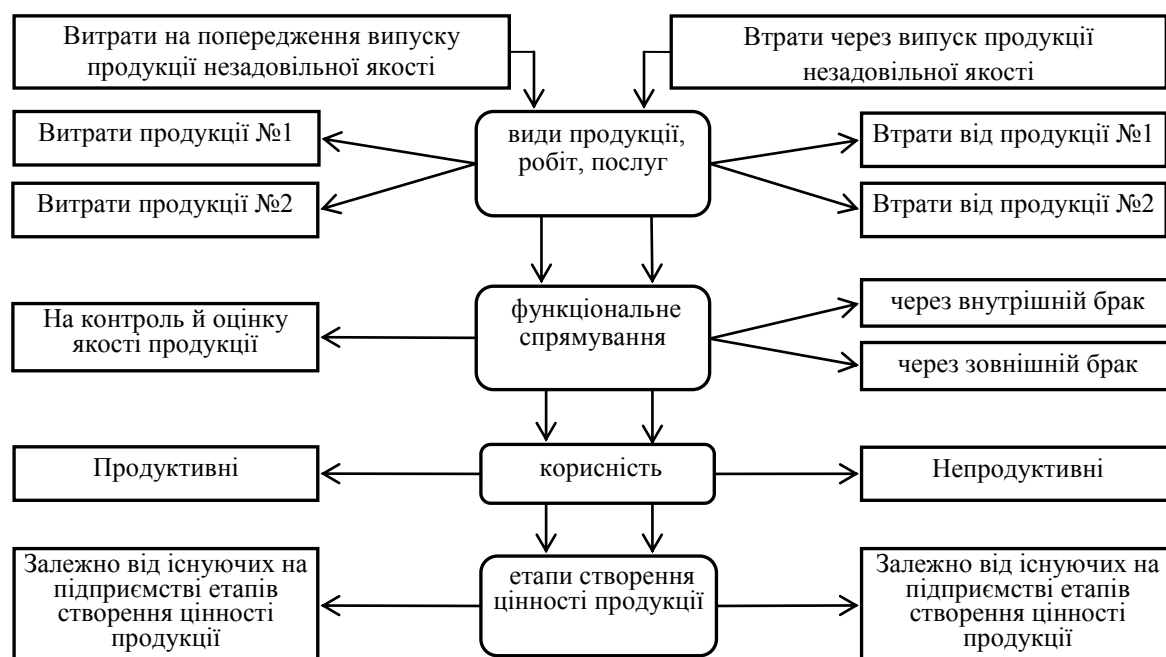 Витрати на попередження випуску
продукції незадовільної якості
Втрати через випуск продукції
незадовільної якості
Витрати продукції №1
види продукції,
робіт, послуг
Втрати від продукції №1
Витрати продукції №2
Втрати від продукції №2
На контроль й оцінку
якості продукції
функціональне
спрямування
через внутрішній брак
через зовнішній брак
Продуктивні
корисність
Непродуктивні
Залежно від існуючих на
підприємстві етапів
створення цінності
продукції
етапи створення
цінності продукції
Залежно від існуючих на
підприємстві етапів
створення цінності
продукції